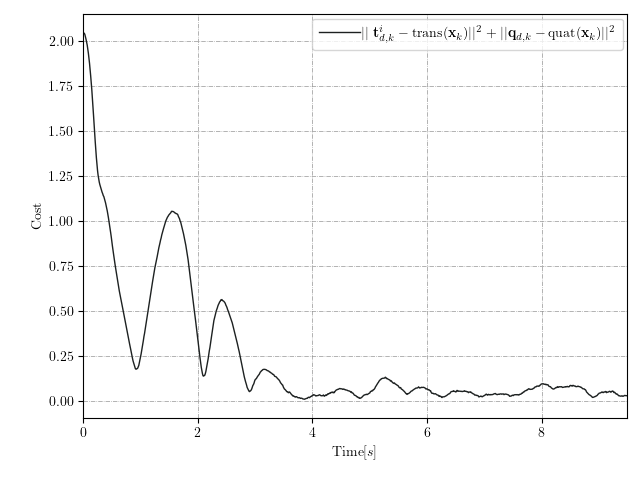 || t^i_{d,k} − trans(x_k)||² + ||q_{d,k} − quat(x_k)||²
2.00
1.75
1.50
1.25
1.00
0.75
0.50
0.25
0.00
Cost
0 2 4 6 8
Time[s]